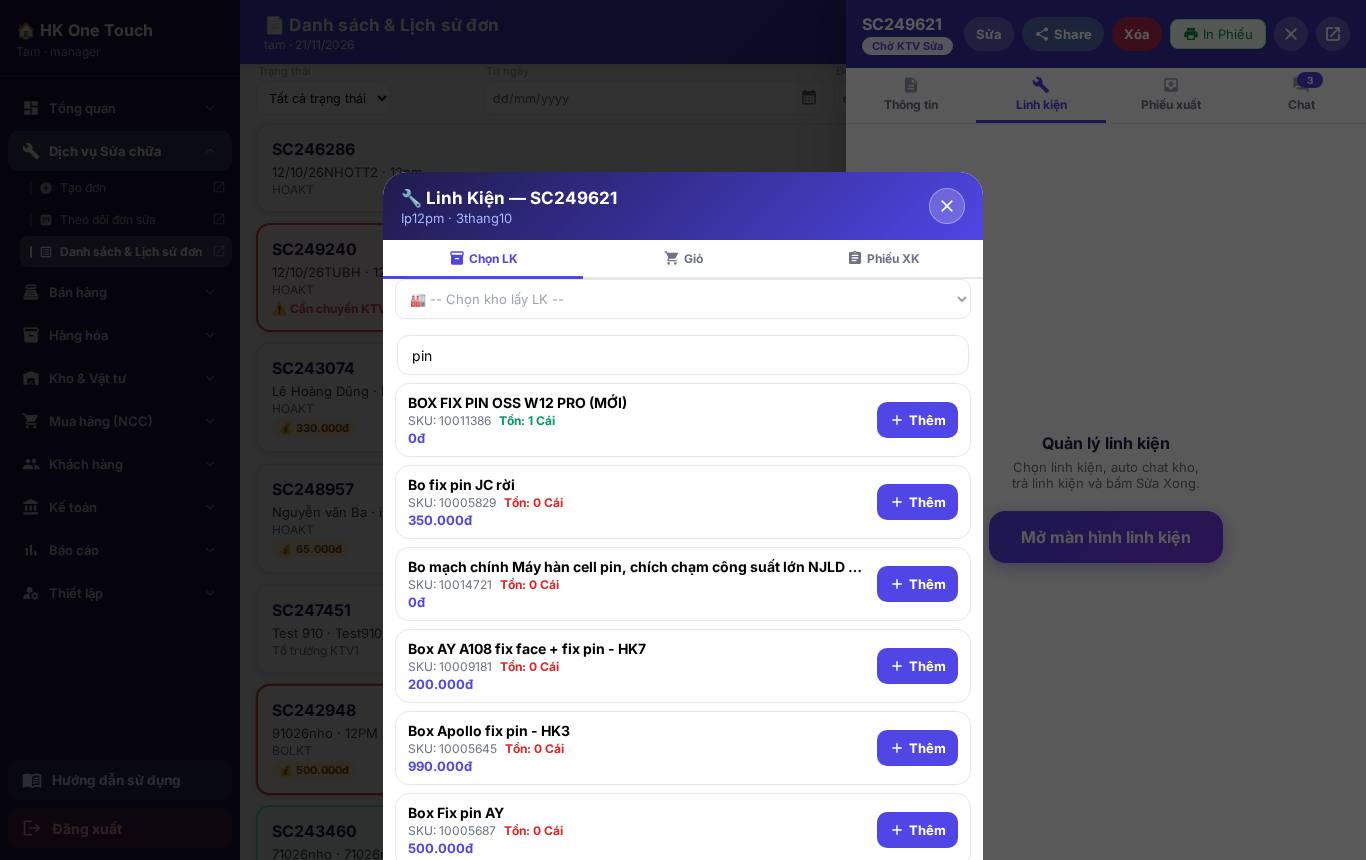 🏠 HK One Touch
Tam · manager
Tổng quan
Dịch vụ Sửa chữa
Tạo đơn
Theo dõi đơn sửa
Danh sách & Lịch sử đơn
Bán hàng
Hàng hóa
Kho & Vật tư
Mua hàng (NCC)
Khách hàng
Kế toán
Báo cáo
Thiết lập
Hướng dẫn sử dụng
Đăng xuất
📄 Danh sách & Lịch sử đơn
tam · 21/11/2026
Trạng thái
Từ ngày
Tất cả trạng thái
dd/mm/yyyy
SC246286
12/10/26NHOTT2 · 12pm
HOAKT
SC249240
12/10/26TUBH · 12
HOAKT
⚠️ Cần chuyển KTV
SC243074
Lê Hoàng Dũng ·
HOAKT
💰 330.000đ
SC248957
Nguyễn văn Ba · i
HOAKT
💰 65.000đ
SC247451
Test 910 · Test910
Tổ trưởng KTV1
SC242948
91026nho · 12PM
BOLKT
💰 500.000đ
SC243460
71026nho · 71026n
SC249621
Chờ KTV Sửa
Sửa
Share
Xóa
In Phiếu
Thông tin
Linh kiện
Phiếu xuất
3
Chat
Quản lý linh kiện
Chọn linh kiện, auto chat kho,
trả linh kiện và bấm Sửa Xong.
Mở màn hình linh kiện
🔧 Linh Kiện — SC249621
Ip12pm · 3thang10
Chọn LK
Giỏ
Phiếu XK
🏭 -- Chọn kho lấy LK --
pin
BOX FIX PIN OSS W12 PRO (MỚI)
SKU: 10011386 Tồn: 1 Cái
0đ
Thêm
Bo fix pin JC rời
SKU: 10005829 Tồn: 0 Cái
350.000đ
Thêm
Bo mạch chính Máy hàn cell pin, chích chạm công suất lớn NJLD ...
SKU: 10014721 Tồn: 0 Cái
0đ
Thêm
Box AY A108 fix face + fix pin - HK7
SKU: 10009181 Tồn: 0 Cái
200.000đ
Thêm
Box Apollo fix pin - HK3
SKU: 10005645 Tồn: 0 Cái
990.000đ
Thêm
Box Fix pin AY
SKU: 10005687 Tồn: 0 Cái
500.000đ
Thêm